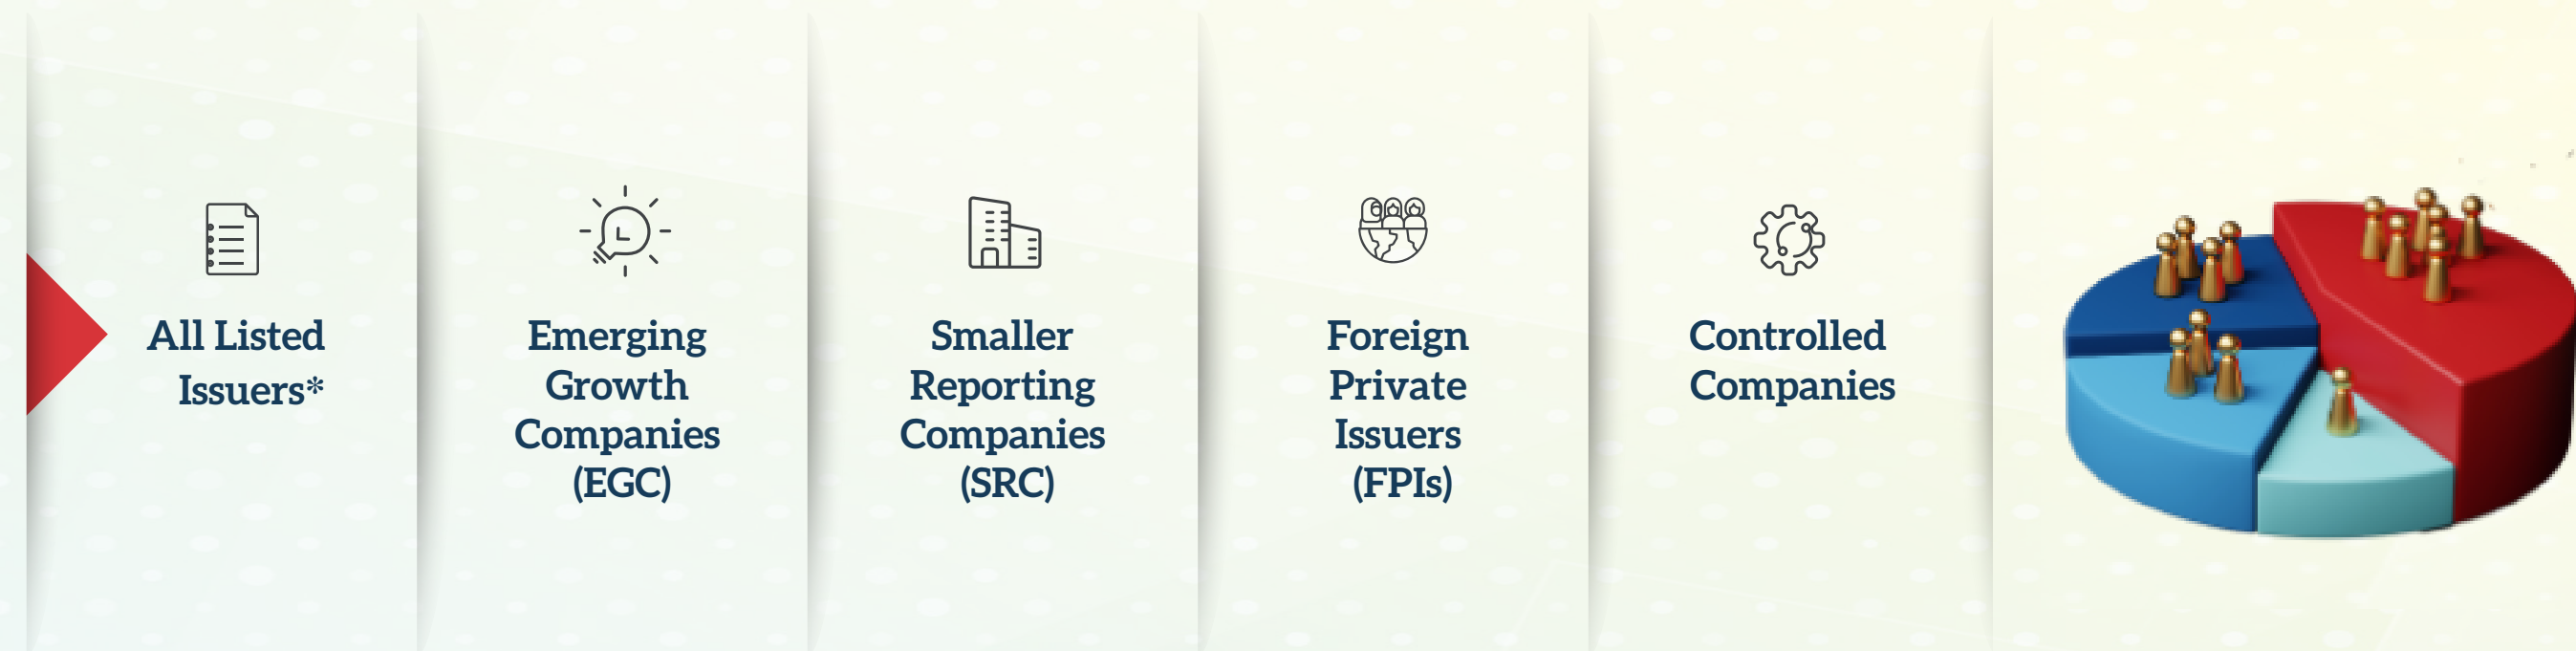 All Listed
Issuers*
Emerging
Growth
Companies
(EGC)
Smaller
Reporting
Companies
(SRC)
Foreign
Private
Issuers
(FPIs)
Controlled
Companies